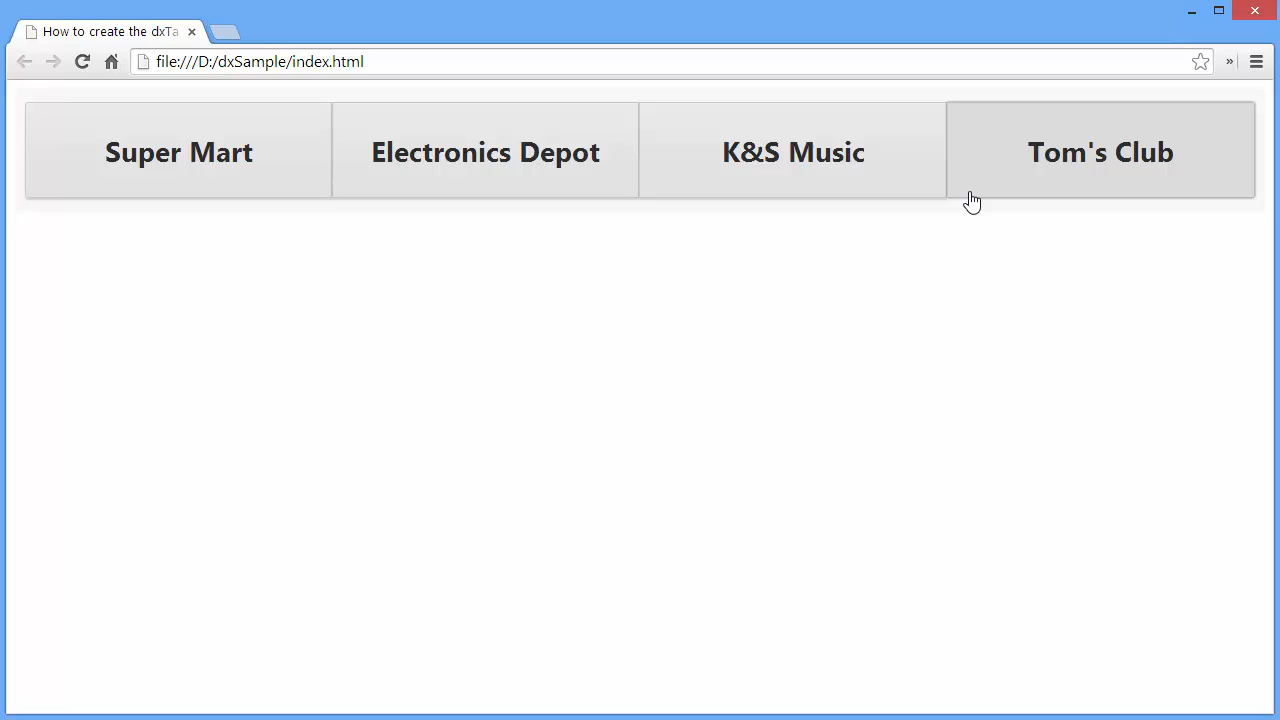 How to create the dxTa
file:///D:/dxSample/index.html
»
Super Mart
Electronics Depot
K&S Music
Tom's Club